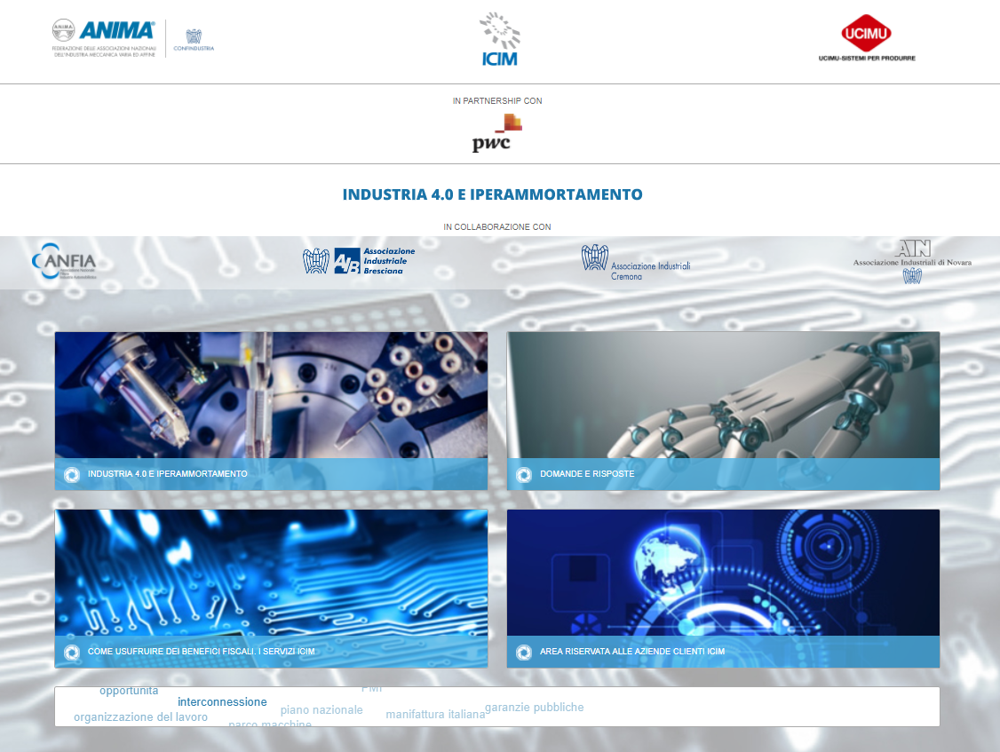 ANIMA
ANIMA
FEDERAZIONE DELLE ASSOCIAZIONI NAZIONALI
DELL'INDUSTRIA MECCANICA VARIA ED AFFINE
CONFINDUSTRIA
ICIM
UCIMU
UCIMU-SISTEMI PER PRODURRE
IN PARTNERSHIP CON
pwc
INDUSTRIA 4.0 E IPERAMMORTAMENTO
IN COLLABORAZIONE CON
ANFIA
AIB
Associazione
Industriale
Bresciana
Associazione Industriali
Cremona
AIN
Associazione Industriali di Novara
INDUSTRIA 4.0 E IPERAMMORTAMENTO
DOMANDE E RISPOSTE
COME USUFRUIRE DEI BENEFICI FISCALI. I SERVIZI ICIM
AREA RISERVATA ALLE AZIENDE CLIENTI ICIM
opportunità
PMI
interconnessione
piano nazionale
garanzie pubbliche
organizzazione del lavoro
manifattura italiana
parco macchine